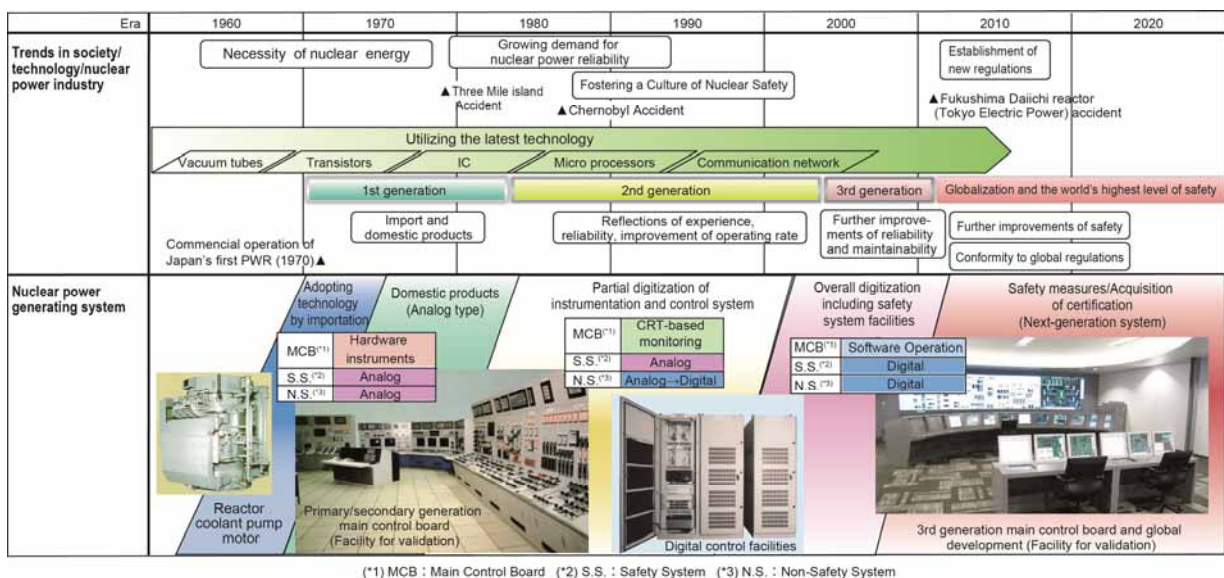 Era 1960 1970 1980 1990 2000 2010 2020
Trends in society/
technology/nuclear
power industry
Necessity of nuclear energy
Growing demand for
nuclear power reliability
Fostering a Culture of Nuclear Safety
Establishment of
new regulations
▲Three Mile island
Accident
▲Chernobyl Accident
▲Fukushima Daiichi reactor
(Tokyo Electric Power) accident
Utilizing the latest technology
Vacuum tubes Transistors IC Micro processors Communication network
1st generation 2nd generation 3rd generation Globalization and the world's highest level of safety
Import and
domestic products
Reflections of experience,
reliability, improvement of operating rate
Further improve-
ments of reliability
and maintainability
Further improvements of safety
Conformity to global regulations
Commercial operation of
Japan's first PWR (1970)▲
Nuclear power
generating system
Adopting
technology
by importation
Domestic products
(Analog type)
Partial digitization of
instrumentation and control system
Overall digitization
including safety
system facilities
Safety measures/Acquisition
of certification
(Next-generation system)
MCB(*1) Hardware
instruments
S.S.(*2) Analog
N.S.(*3) Analog
MCB(*1) CRT-based
monitoring
S.S.(*2) Analog
N.S.(*3) Analog→Digital
MCB(*1) Software Operation
S.S.(*2) Digital
N.S.(*3) Digital
Reactor
coolant pump
motor
Primary/secondary generation
main control board
(Facility for validation)
Digital control facilities
3rd generation main control board and global
development (Facility for validation)
(*1) MCB : Main Control Board (*2) S.S. : Safety System (*3) N.S. : Non-Safety System